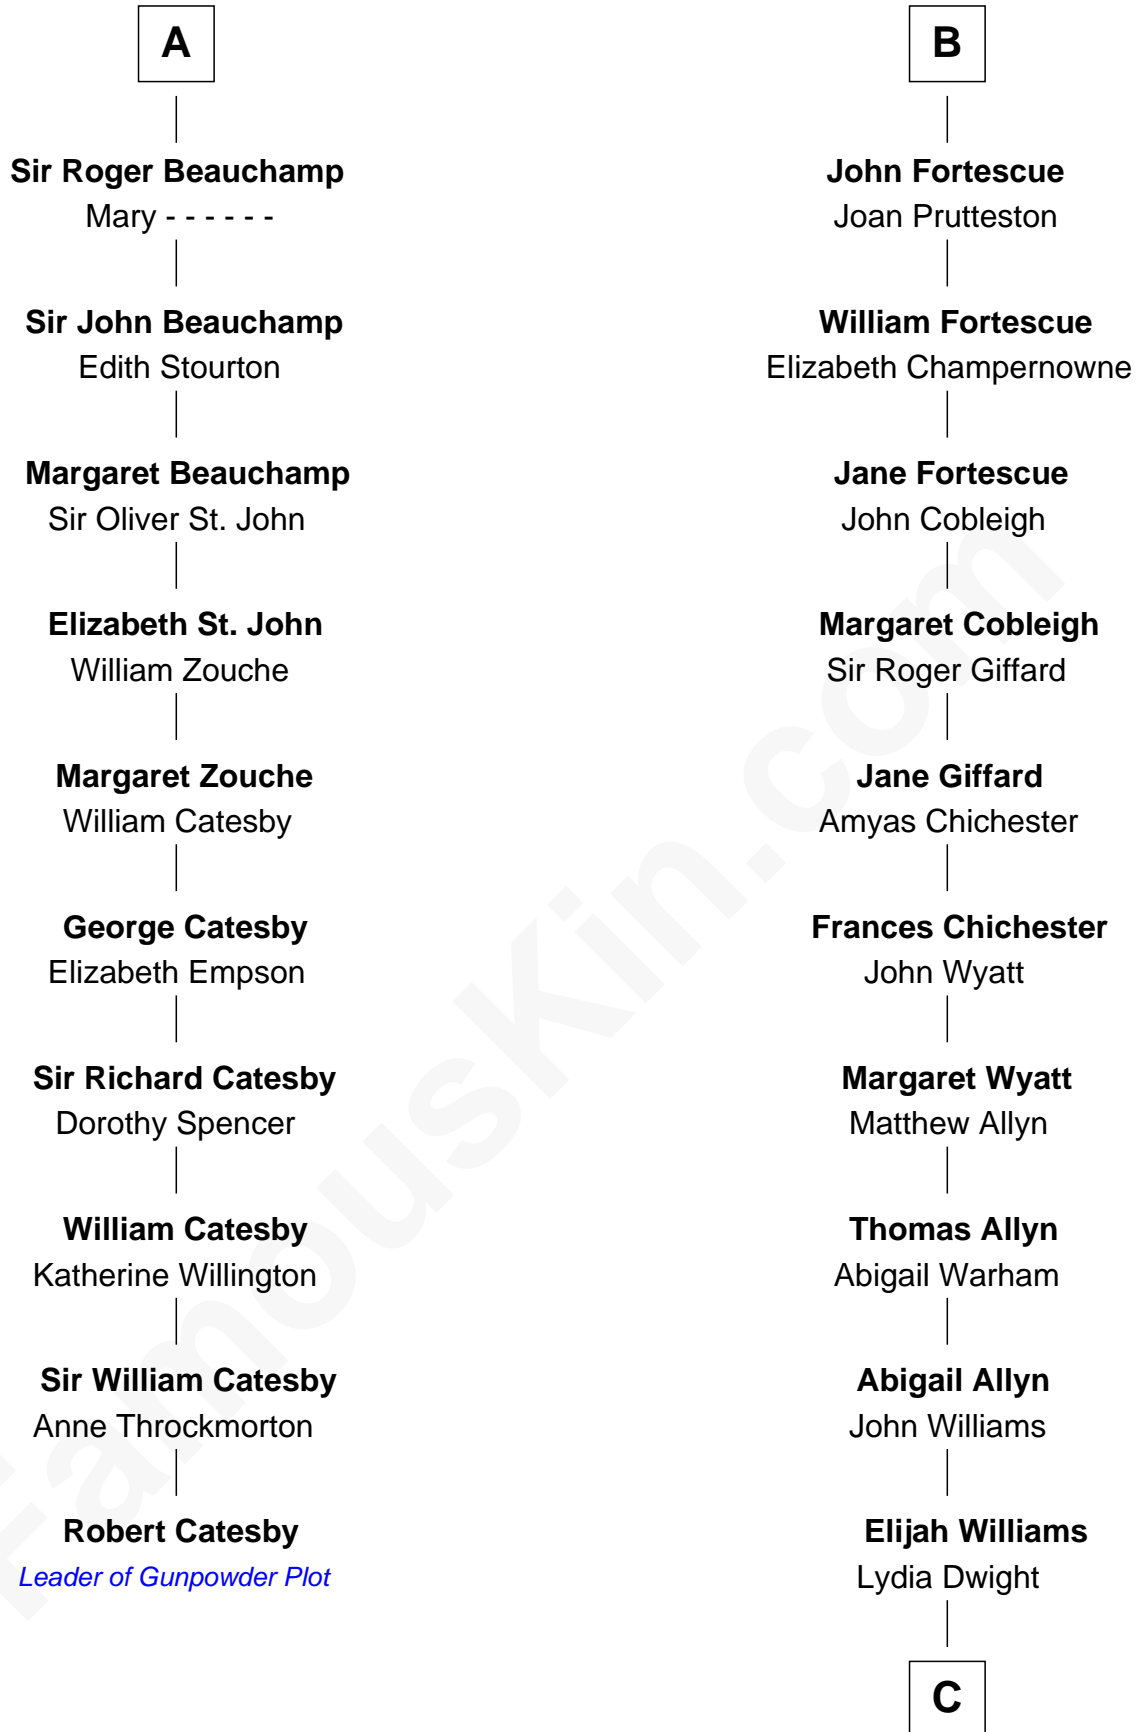 A
Sir Roger Beauchamp
Mary - - - - - -
Sir John Beauchamp
Edith Stourton
Margaret Beauchamp
Sir Oliver St. John
Elizabeth St. John
William Zouche
Margaret Zouche
William Catesby
George Catesby
Elizabeth Empson
Sir Richard Catesby
Dorothy Spencer
William Catesby
Katherine Willington
Sir William Catesby
Anne Throckmorton
Robert Catesby
Leader of Gunpowder Plot
B
John Fortescue
Joan Prutteston
William Fortescue
Elizabeth Champernowne
Jane Fortescue
John Cobleigh
Margaret Cobleigh
Sir Roger Giffard
Jane Giffard
Amyas Chichester
Frances Chichester
John Wyatt
Margaret Wyatt
Matthew Allyn
Thomas Allyn
Abigail Warham
Abigail Allyn
John Williams
Elijah Williams
Lydia Dwight
C
FamousKin.com